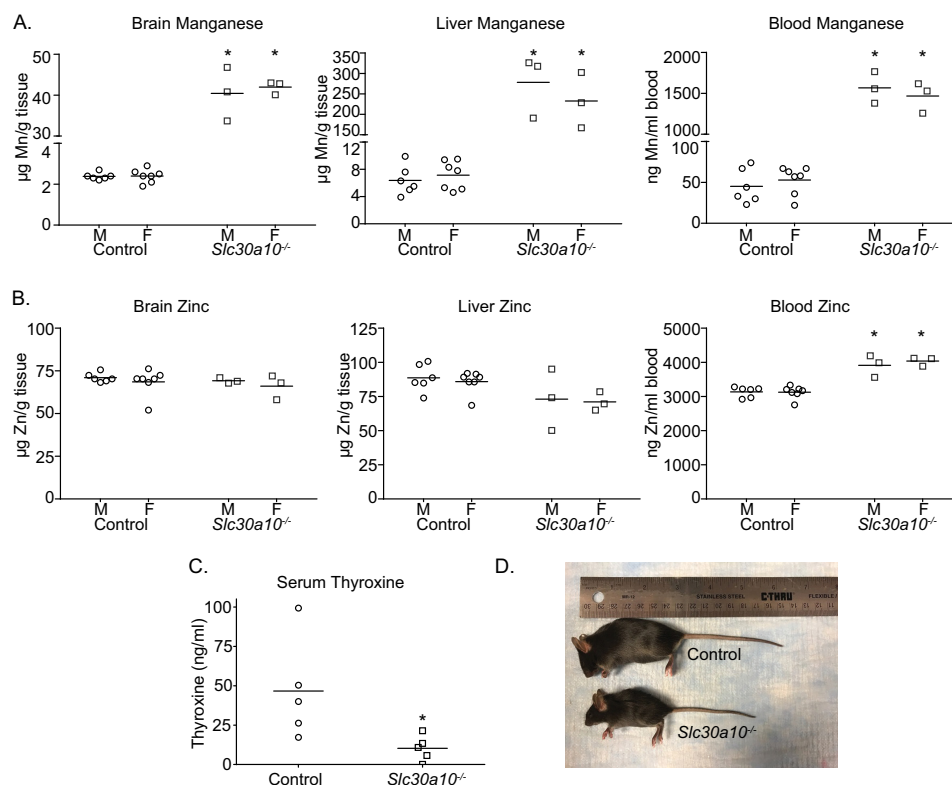 A.
Brain Manganese
Liver Manganese
Blood Manganese
µg Mn/g tissue
50
40
30
4
2
0
* *
M F M F
Control Slc30a10-/-
µg Mn/g tissue
350
300
250
200
150
12
8
4
0
* *
M F M F
Control Slc30a10-/-
ng Mn/ml blood
2000
1500
1000
100
50
0
* *
M F M F
Control Slc30a10-/-
B.
Brain Zinc
Liver Zinc
Blood Zinc
µg Zn/g tissue
100
75
50
25
0
M F M F
Control Slc30a10-/-
µg Zn/g tissue
125
100
75
50
25
0
M F M F
Control Slc30a10-/-
ng Zn/ml blood
5000
4000
3000
2000
1000
0
* *
M F M F
Control Slc30a10-/-
C.
Serum Thyroxine
Thyroxine (ng/ml)
100
75
50
25
0
*
Control Slc30a10-/-
D.
STAINLESS STEEL C-THRU FLEXIBLE
Control
Slc30a10-/-